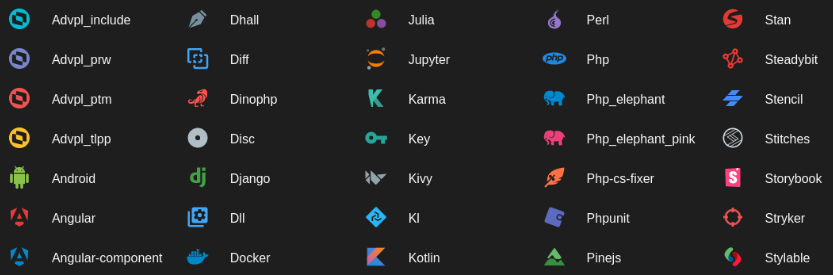 Advpl_include Dhall Julia Perl Stan
Advpl_prw Diff Jupyter Php Steadybit
Advpl_ptm Dinophp Karma Php_elephant Stencil
Advpl_tlpp Disc Key Php_elephant_pink Stitches
Android Django Kivy Php-cs-fixer Storybook
Angular Dll Kl Phpunit Stryker
Angular-component Docker Kotlin Pinejs Stylable